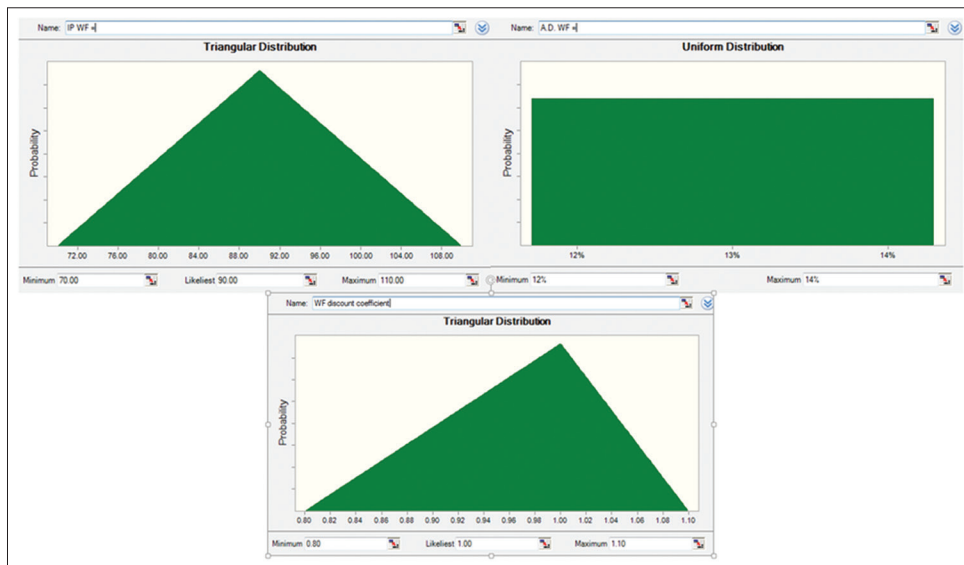 Name: IP WF =
Triangular Distribution
Probability
72.00 76.00 80.00 84.00 88.00 92.00 96.00 100.00 104.00 108.00
Minimum 70.00 Likeliest 90.00 Maximum 110.00
Name: A.D. WF =
Uniform Distribution
Probability
12% 13% 14%
Minimum 12% Maximum 14%
Name: WF discount coefficient
Triangular Distribution
Probability
0.80 0.82 0.84 0.86 0.88 0.90 0.92 0.94 0.96 0.98 1.00 1.02 1.04 1.06 1.08 1.10
Minimum 0.80 Likeliest 1.00 Maximum 1.10